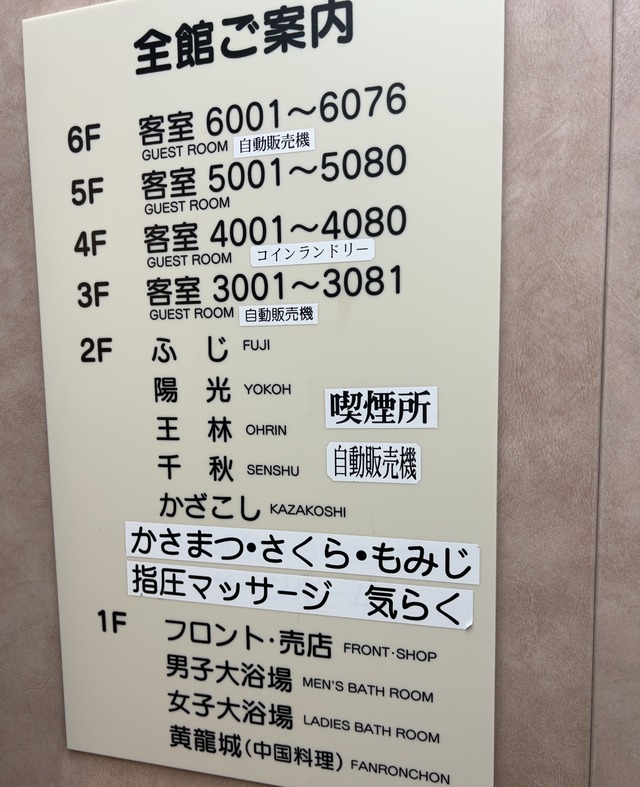 全館ご案内
6F 客室 6001～6076
GUEST ROOM 自動販売機
5F 客室 5001～5080
GUEST ROOM
4F 客室 4001～4080
GUEST ROOM コインランドリー
3F 客室 3001～3081
GUEST ROOM 自動販売機
2F ふじ FUJI
陽光 YOKOH 喫煙所
王林 OHRIN
千秋 SENSHU 自動販売機
かざこし KAZAKOSHI
かさまつ・さくら・もみじ
指圧マッサージ 気らく
1F フロント・売店 FRONT・SHOP
男子大浴場 MEN'S BATH ROOM
女子大浴場 LADIES BATH ROOM
黄龍城(中国料理) FANRONCHON